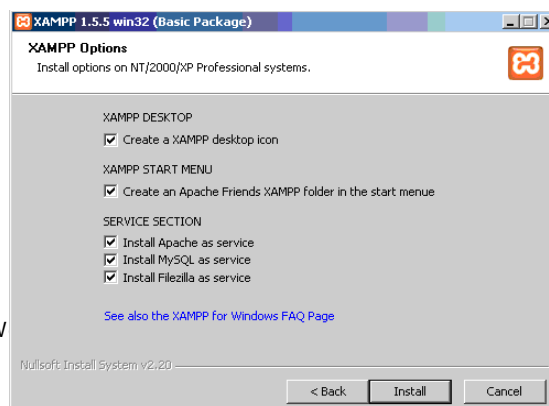 XAMPP 1.5.5 win32 (Basic Package)
XAMPP Options
Install options on NT/2000/XP Professional systems.
XAMPP DESKTOP
Create a XAMPP desktop icon
XAMPP START MENU
Create an Apache Friends XAMPP folder in the start menue
SERVICE SECTION
Install Apache as service
Install MySQL as service
Install Filezilla as service
See also the XAMPP for Windows FAQ Page
Nullsoft Install System v2.20
< Back Install Cancel